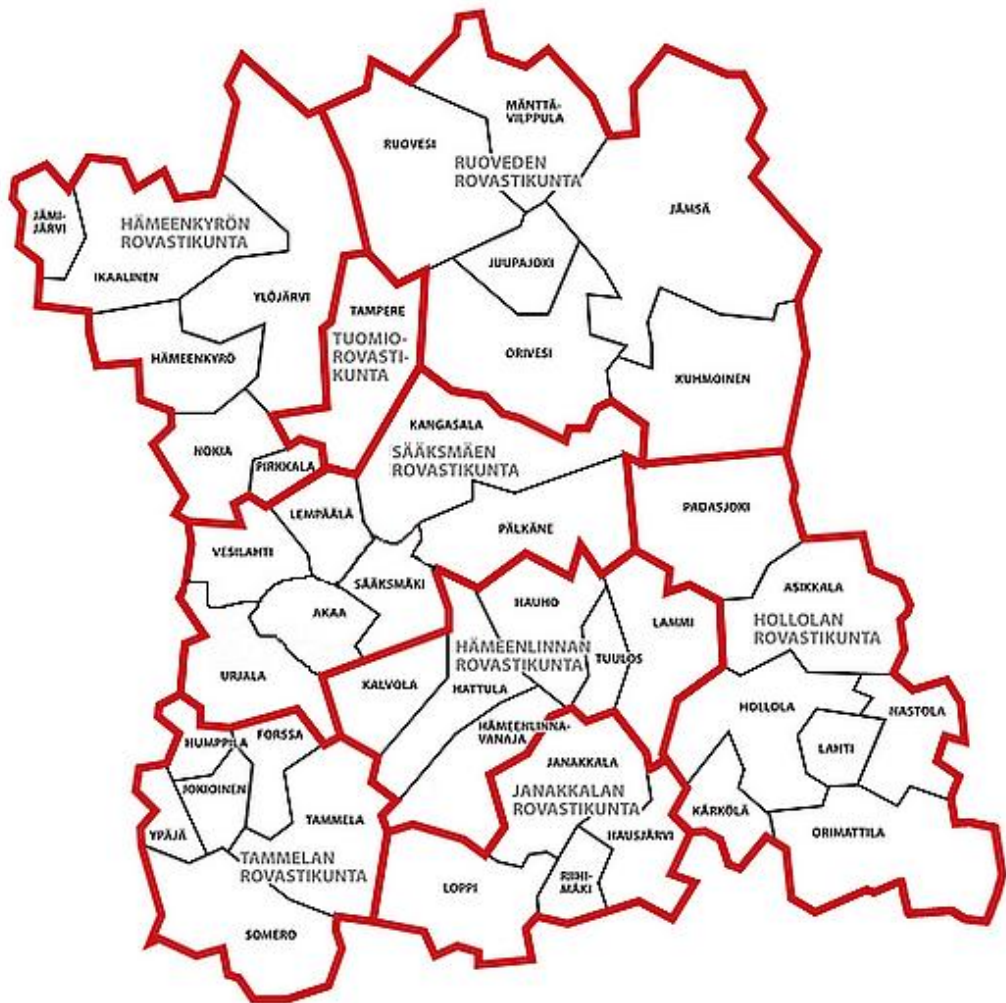 MÄNTTÄ-
VILPPULA
RUOVESI
RUOVEDEN
ROVASTIKUNTA
JÄMSÄ
JÄMI-
JÄRVI
HÄMEENKYRÖN
ROVASTIKUNTA
IKAALINEN
YLÖJÄRVI
JUUPAJOKI
TAMPERE
TUOMIO-
ROVASTI-
KUNTA
HÄMEENKYRÖ
ORIVESI
KUHMOINEN
KANGASALA
SÄÄKSMÄEN
ROVASTIKUNTA
NOKIA
PIRKKALA
LEMPÄÄLÄ
PADASJOKI
PÄLKÄNE
VESILAHTI
SÄÄKSMÄKI
ASIKKALA
AKAA
HAUHO
LAMMI
HOLLOLAN
ROVASTIKUNTA
HÄMEENLINNAN
ROVASTIKUNTA
TUULOS
URJALA
KALVOLA
HATTULA
HOLLOLA
NASTOLA
HÄMEENLINNA-
VANAJA
FORSSA
HUMPPILA
LAHTI
JANAKKALA
JOKIOINEN
JANAKKALAN
ROVASTIKUNTA
KÄRKÖLÄ
TAMMELA
YPÄJÄ
HAUSJÄRVI
ORIMATTILA
TAMMELAN
ROVASTIKUNTA
LOPPI
RIIHI-
MÄKI
SOMERO